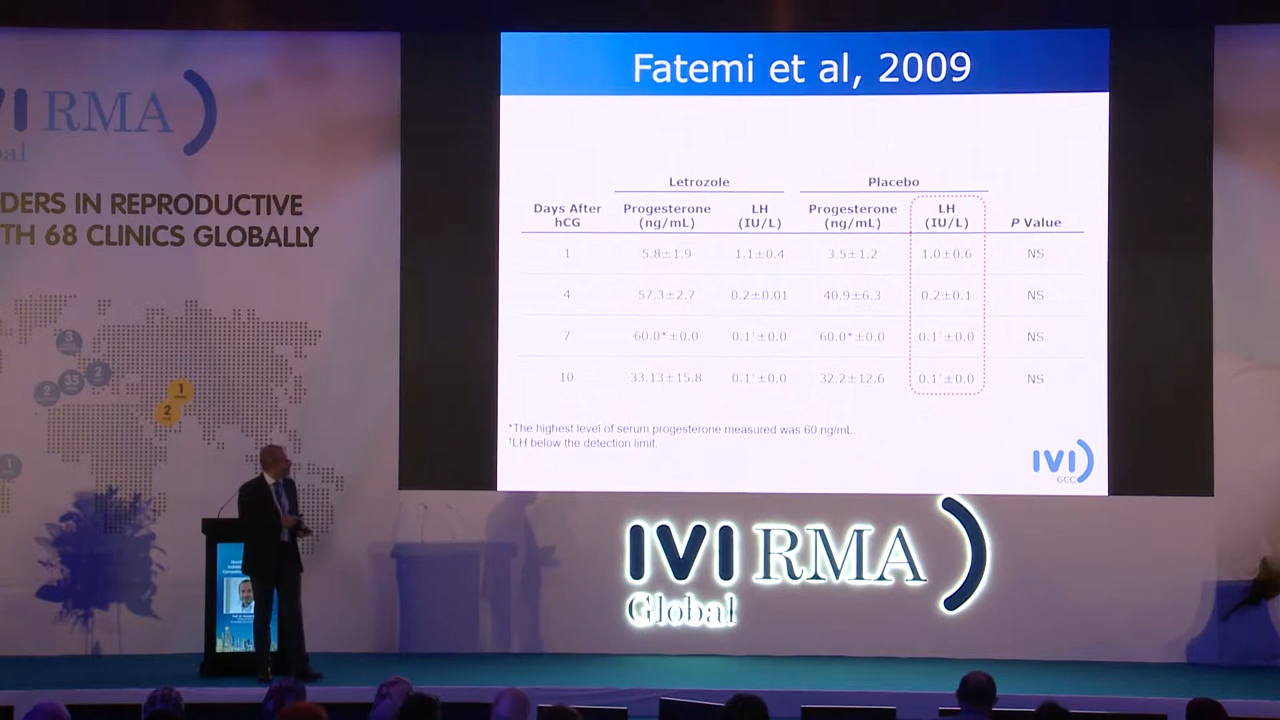 Fatemi et al, 2009
Letrozole Placebo
Days After hCG Progesterone (ng/mL) LH (IU/L) Progesterone (ng/mL) LH (IU/L) P Value
1 5.8±1.9 1.1±0.4 3.5±1.2 1.0±0.6 NS
4 57.3±2.7 0.2±0.01 40.9±6.3 0.2±0.1 NS
7 60.0*±0.0 0.1†±0.0 60.0*±0.0 0.1†±0.0 NS
10 33.13±15.8 0.1†±0.0 32.2±12.6 0.1†±0.0 NS
*The highest level of serum progesterone measured was 60 ng/mL.
†LH below the detection limit.
IVI
GCC
VI RMA
bal
DERS IN REPRODUCTIVE
TH 68 CLINICS GLOBALLY
3
2
35
2
1
2
1
IVI RMA
Global